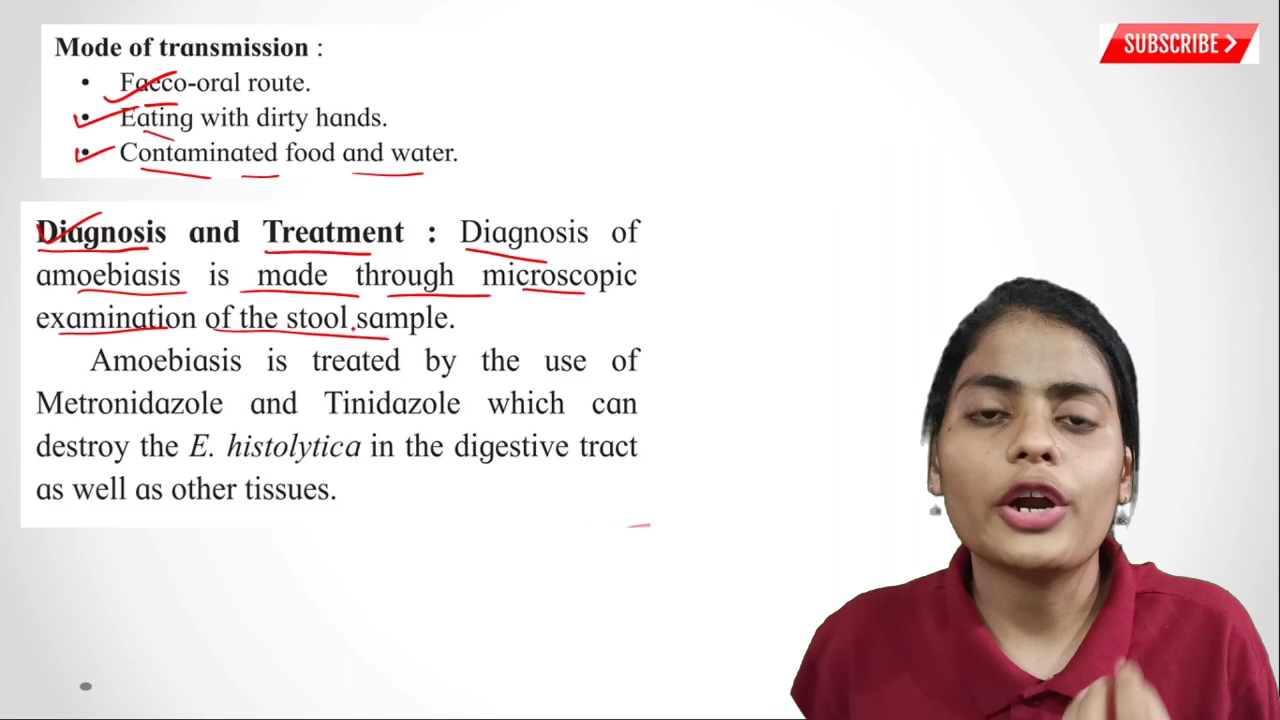 Mode of transmission :
• Faeco-oral route.
• Eating with dirty hands.
• Contaminated food and water.
SUBSCRIBE
Diagnosis and Treatment : Diagnosis of
amoebiasis is made through microscopic
examination of the stool sample.
Amoebiasis is treated by the use of
Metronidazole and Tinidazole which can
destroy the E. histolytica in the digestive tract
as well as other tissues.